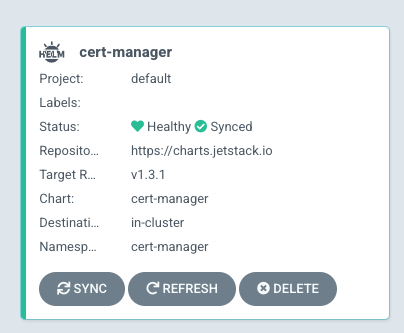 HELM cert-manager
Project: default
Labels:
Status: Healthy Synced
Reposito... https://charts.jetstack.io
Target R... v1.3.1
Chart: cert-manager
Destinati... in-cluster
Namesp... cert-manager
SYNC REFRESH DELETE